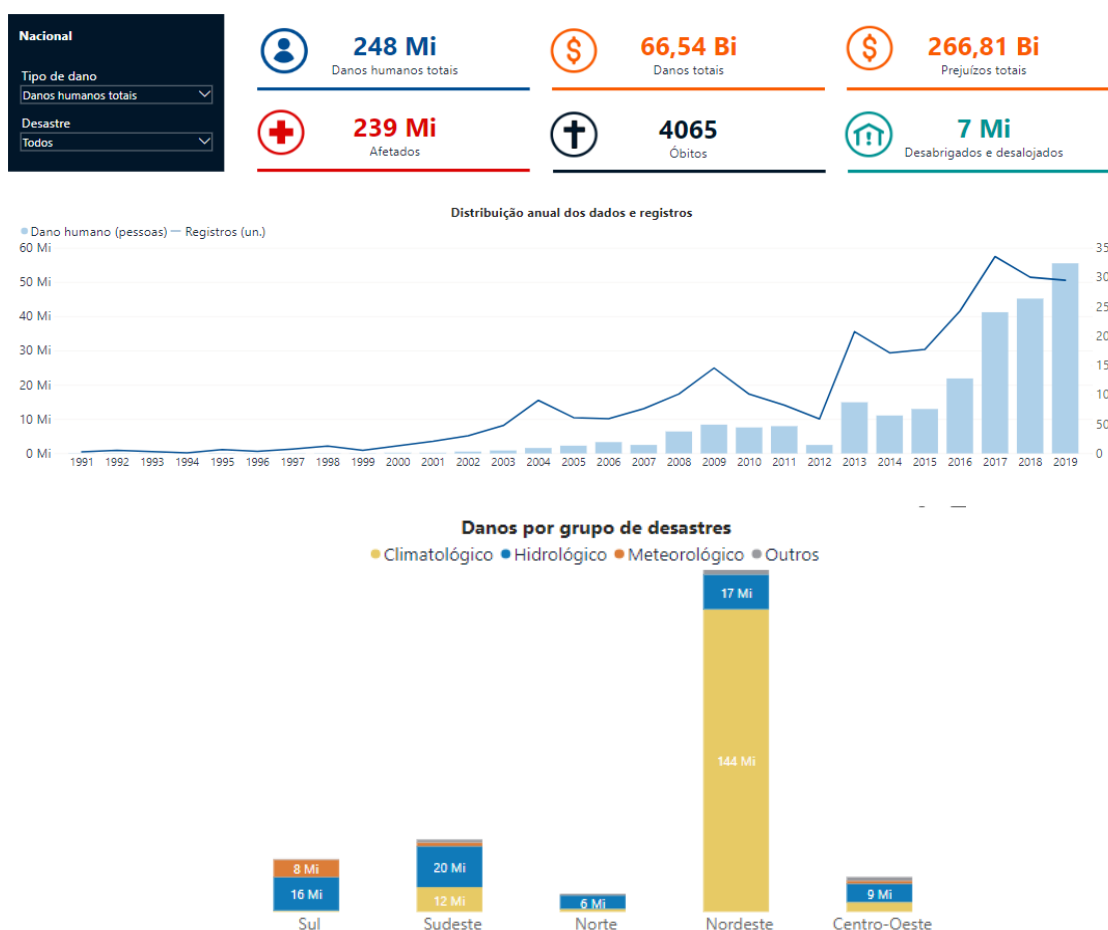 Nacional
Tipo de dano
Danos humanos totais
Desastre
Todos
248 Mi
Danos humanos totais
66,54 Bi
Danos totais
266,81 Bi
Prejuízos totais
239 Mi
Afetados
4065
Óbitos
7 Mi
Desabrigados e desalojados
Distribuição anual dos dados e registros
Dano humano (pessoas) Registros (un.)
60 Mi
50 Mi
40 Mi
30 Mi
20 Mi
10 Mi
0 Mi
35
30
25
20
15
10
50
0
1991 1992 1993 1994 1995 1996 1997 1998 1999 2000 2001 2002 2003 2004 2005 2006 2007 2008 2009 2010 2011 2012 2013 2014 2015 2016 2017 2018 2019
Danos por grupo de desastres
Climatológico Hidrológico Meteorológico Outros
8 Mi
16 Mi
20 Mi
12 Mi
6 Mi
17 Mi
144 Mi
9 Mi
Sul Sudeste Norte Nordeste Centro-Oeste